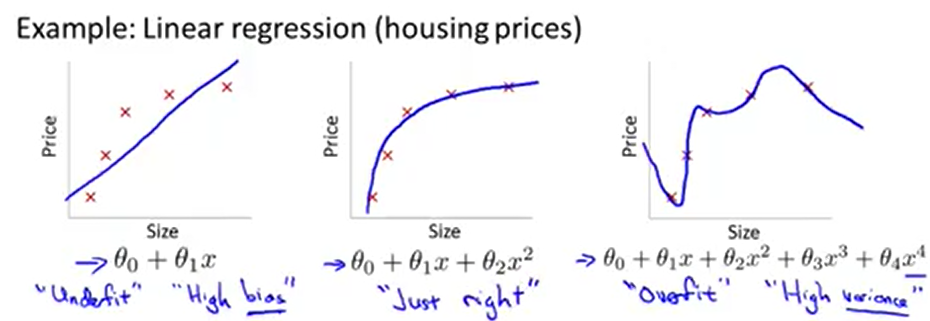 Example: Linear regression (housing prices)
Price
Size
→ θ₀ + θ₁x
"Underfit" "High bias"
Price
Size
→ θ₀ + θ₁x + θ₂x²
"Just right"
Price
Size
→ θ₀ + θ₁x + θ₂x² + θ₃x³ + θ₄x⁴
"Overfit" "High variance"